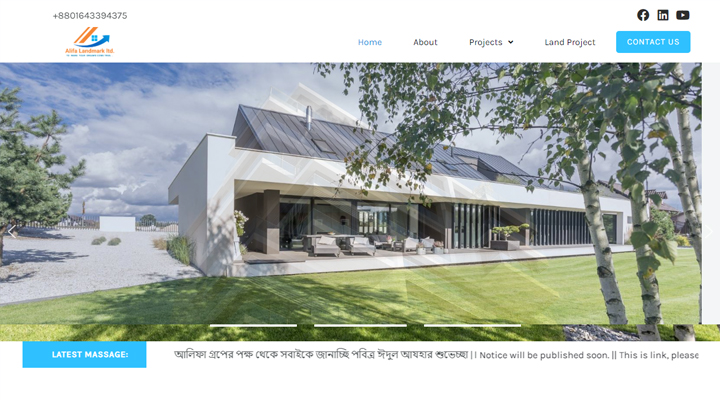 +8801643394375
Alifa Landmark ltd.
Home About Projects Land Project CONTACT US
LATEST MASSAGE: আলিফা গ্রুপের পক্ষ থেকে সবাইকে জানাচ্ছি পবিত্র ঈদুল আযহার শুভেচ্ছা | l Notice will be published soon. || This is link, please